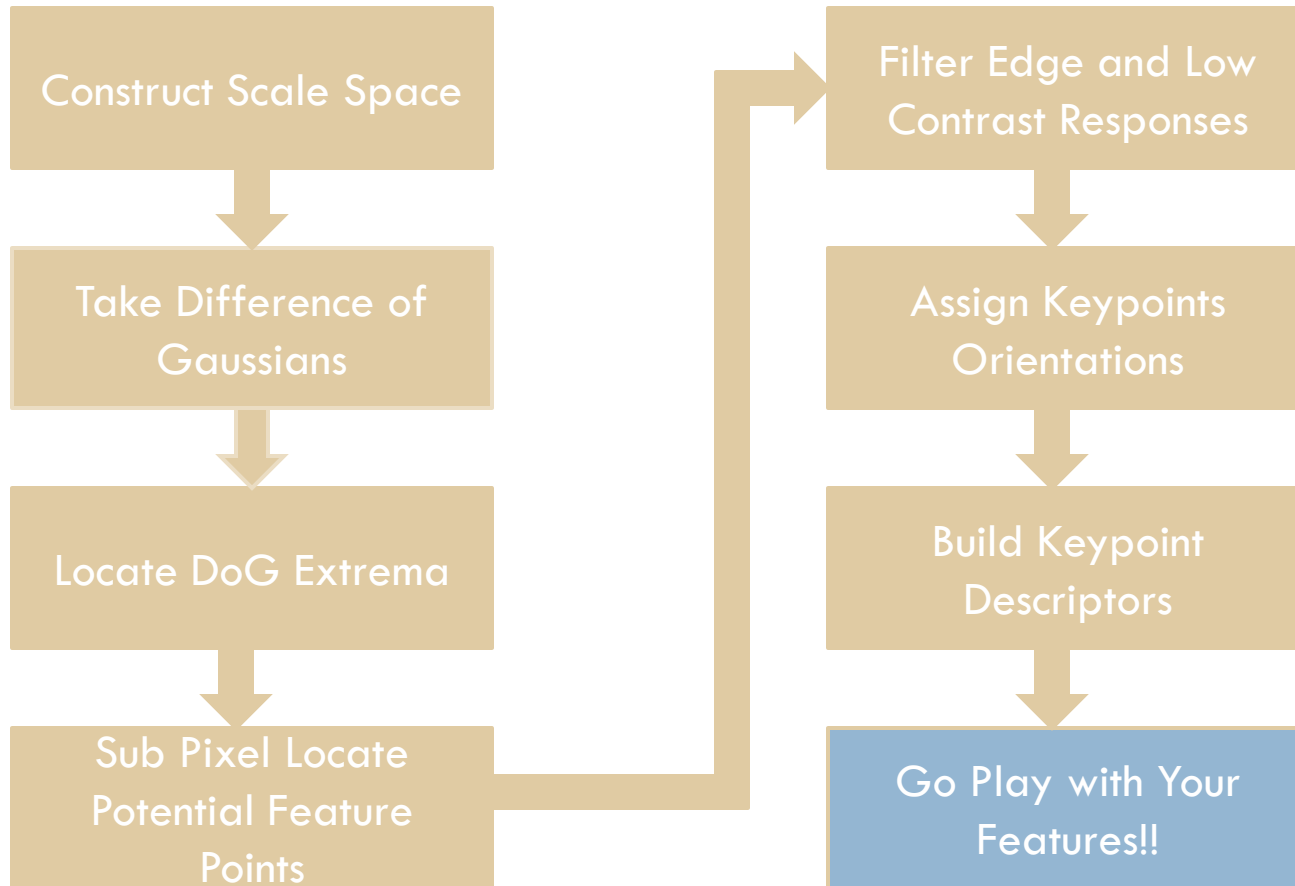 Construct Scale Space
Take Difference of
Gaussians
Locate DoG Extrema
Sub Pixel Locate
Potential Feature
Points
Filter Edge and Low
Contrast Responses
Assign Keypoints
Orientations
Build Keypoint
Descriptors
Go Play with Your
Features!!